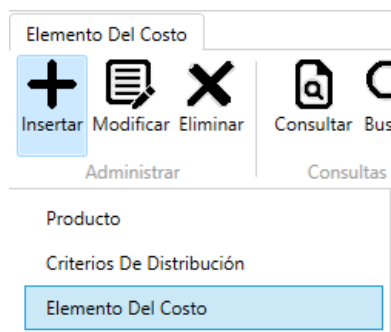 Elemento Del Costo
Insertar Modificar Eliminar Consultar
Administrar Consultas
Producto
Criterios De Distribución
Elemento Del Costo